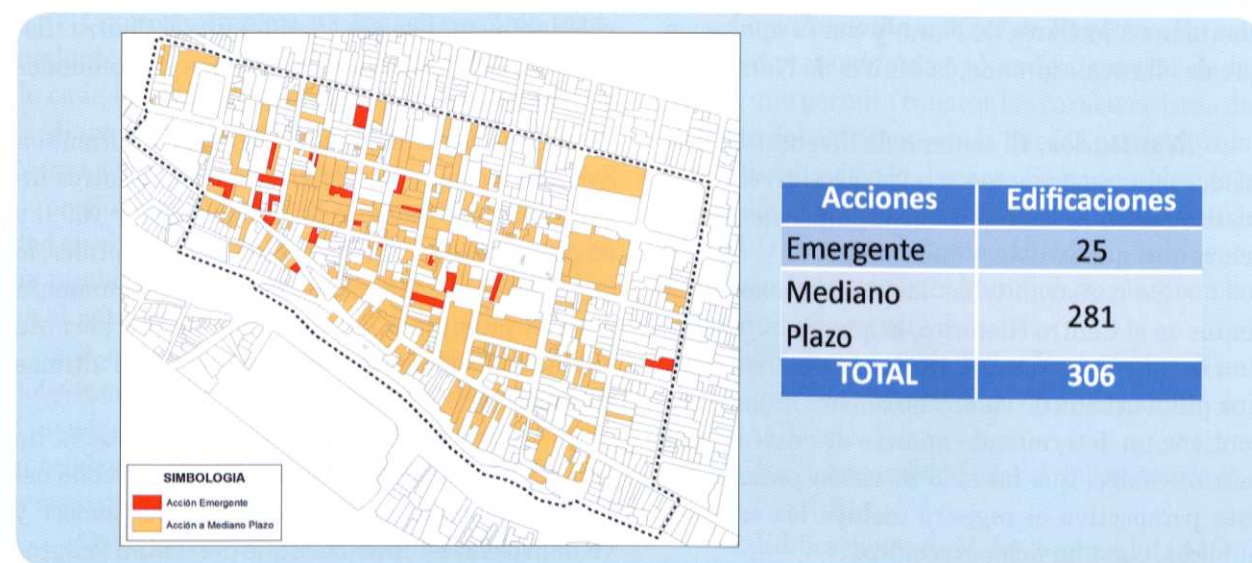 SIMBOLOGIA
Acción Emergente
Acción a Mediano Plazo
Acciones Edificaciones
Emergente 25
Mediano Plazo 281
TOTAL 306